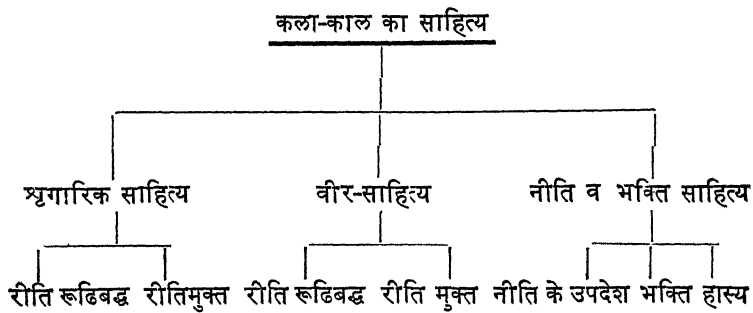 कला-काल का साहित्य
शृगारिक साहित्य वीर-साहित्य नीति व भक्ति साहित्य
रीति रूढिबद्ध रीतिमुक्त रीति रूढिबद्ध रीति मुक्त नीति के उपदेश भक्ति हास्य